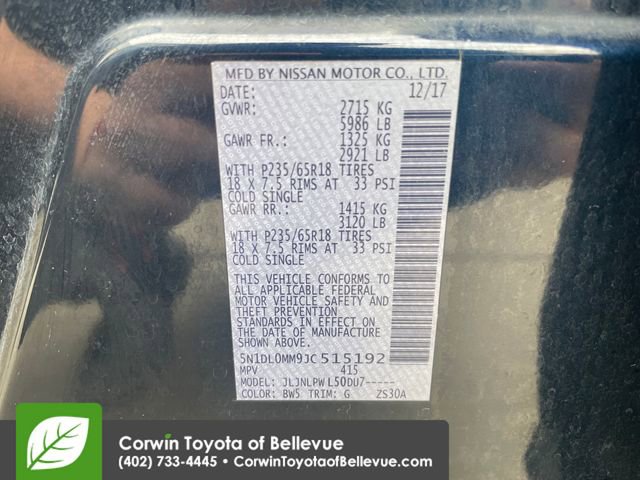 MFD BY NISSAN MOTOR CO., LTD.
DATE: 12/17
GVWR: 2715 KG
5986 LB
GAWR FR.: 1325 KG
2921 LB
WITH P235/65R18 TIRES
18 X 7.5 RIMS AT 33 PSI
COLD SINGLE
GAWR RR.: 1415 KG
3120 LB
WITH P235/65R18 TIRES
18 X 7.5 RIMS AT 33 PSI
COLD SINGLE
THIS VEHICLE CONFORMS TO
ALL APPLICABLE FEDERAL
MOTOR VEHICLE SAFETY AND
THEFT PREVENTION
STANDARDS IN EFFECT ON
THE DATE OF MANUFACTURE
SHOWN ABOVE.
5N1DL0MM9JC515192
MPV 415
MODEL: JLJNLPWL50DU7-----
COLOR: BW5 TRIM: G ZS30A
Corwin Toyota of Bellevue
(402) 733-4445 • CorwinToyotaofBellevue.com